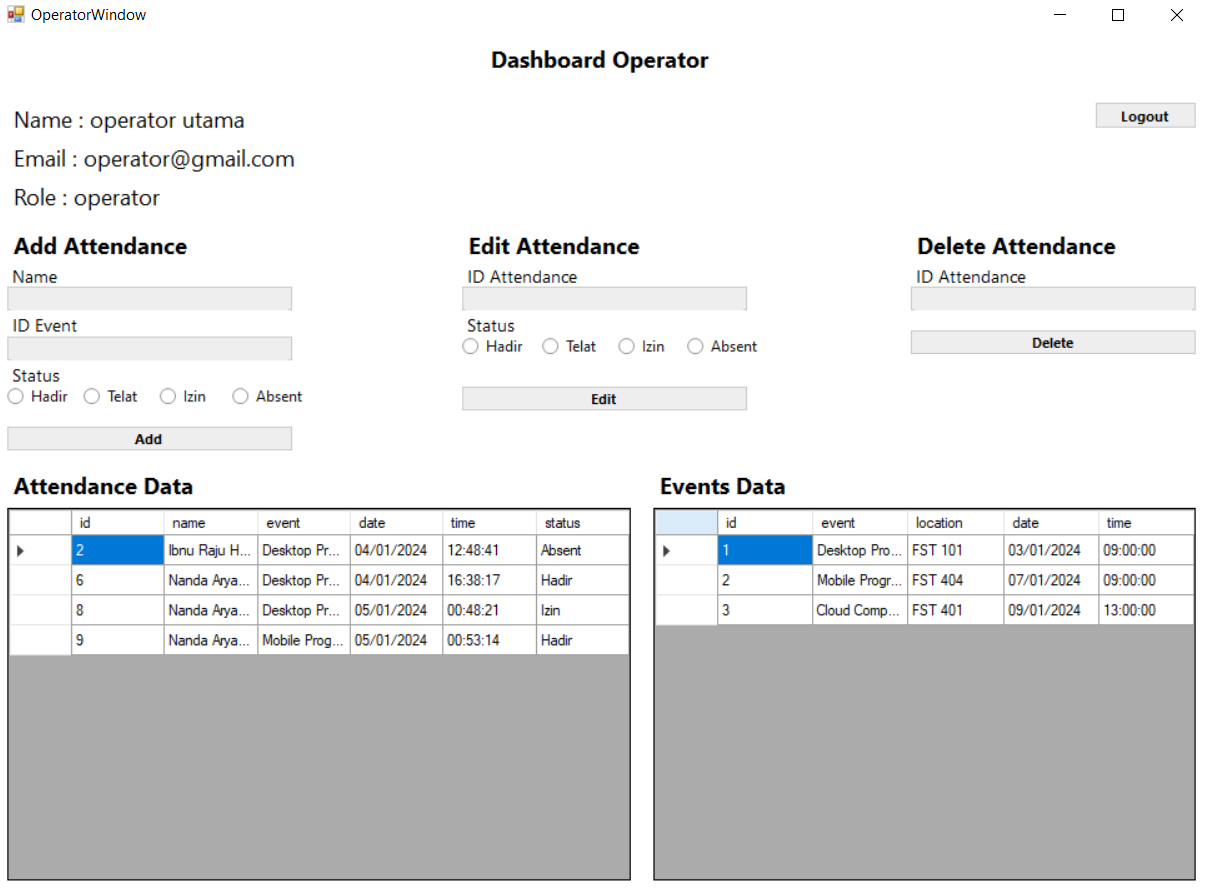 OperatorWindow
Dashboard Operator
Name : operator utama
Logout
Email : operator@gmail.com
Role : operator
Add Attendance
Name
ID Event
Status
Hadir Telat Izin Absent
Add
Edit Attendance
ID Attendance
Status
Hadir Telat Izin Absent
Edit
Delete Attendance
ID Attendance
Delete
Attendance Data
id name event date time status
2 Ibnu Raju H... Desktop Pr... 04/01/2024 12:48:41 Absent
6 Nanda Arya... Desktop Pr... 04/01/2024 16:38:17 Hadir
8 Nanda Arya... Desktop Pr... 05/01/2024 00:48:21 Izin
9 Nanda Arya... Mobile Prog... 05/01/2024 00:53:14 Hadir
Events Data
id event location date time
1 Desktop Pro... FST 101 03/01/2024 09:00:00
2 Mobile Progr... FST 404 07/01/2024 09:00:00
3 Cloud Comp... FST 401 09/01/2024 13:00:00